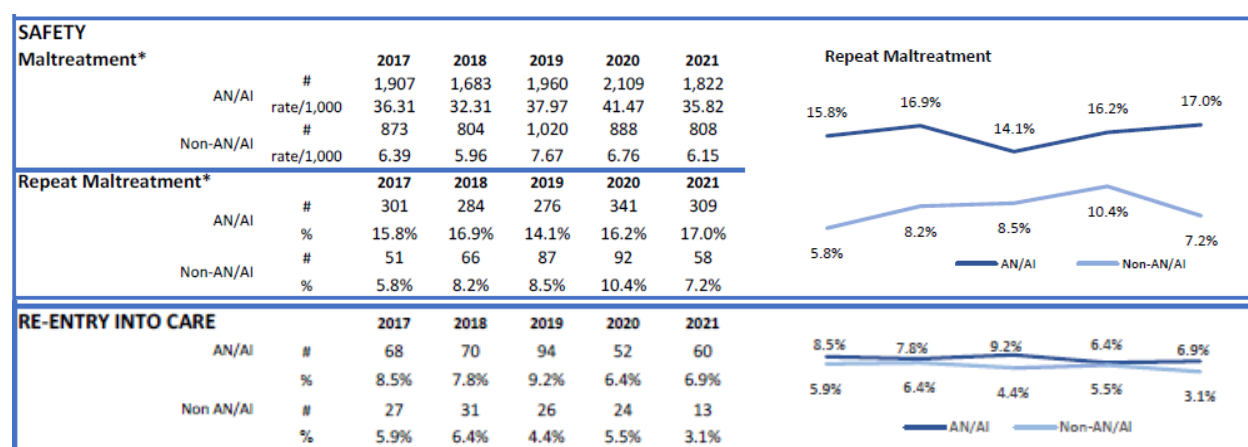 SAFETY
Maltreatment* 2017 2018 2019 2020 2021
AN/AI # 1,907 1,683 1,960 2,109 1,822
rate/1,000 36.31 32.31 37.97 41.47 35.82
Non-AN/AI # 873 804 1,020 888 808
rate/1,000 6.39 5.96 7.67 6.76 6.15
Repeat Maltreatment* 2017 2018 2019 2020 2021
AN/AI # 301 284 276 341 309
% 15.8% 16.9% 14.1% 16.2% 17.0%
Non-AN/AI # 51 66 87 92 58
% 5.8% 8.2% 8.5% 10.4% 7.2%
Repeat Maltreatment
15.8% 16.9% 14.1% 16.2% 17.0%
5.8% 8.2% 8.5% 10.4% 7.2%
AN/AI Non-AN/AI
RE-ENTRY INTO CARE 2017 2018 2019 2020 2021
AN/AI # 68 70 94 52 60
% 8.5% 7.8% 9.2% 6.4% 6.9%
Non AN/AI # 27 31 26 24 13
% 5.9% 6.4% 4.4% 5.5% 3.1%
8.5% 7.8% 9.2% 6.4% 6.9%
5.9% 6.4% 4.4% 5.5% 3.1%
AN/AI Non-AN/AI